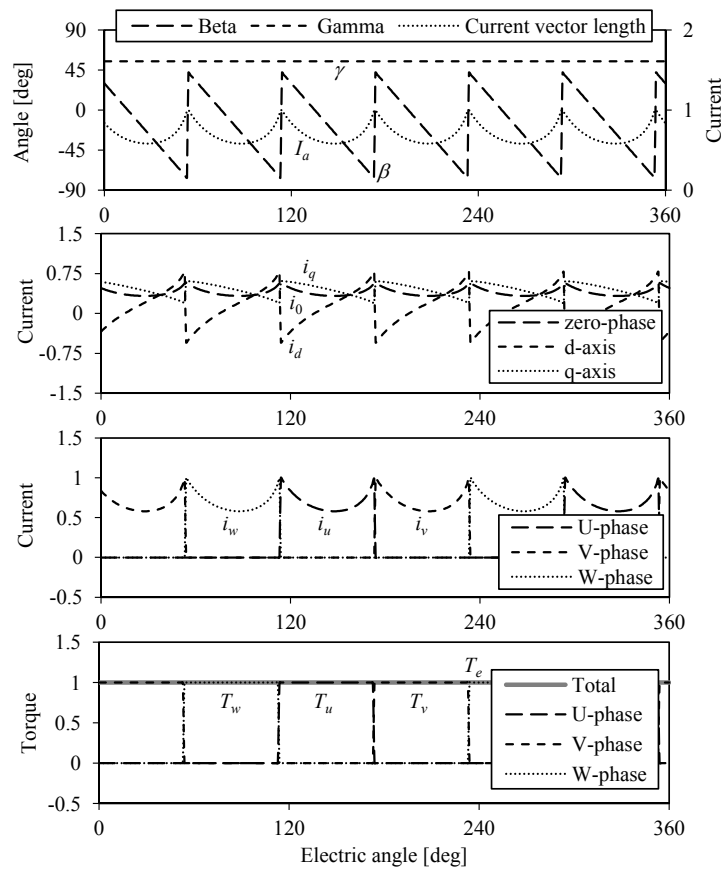 Beta Gamma Current vector length
90
45
0
-45
-90
Angle [deg]
2
1
0
Current
γ
I_a
β
0 120 240 360
1.5
0.75
0
-0.75
-1.5
Current
i_q
i_0
i_d
zero-phase
d-axis
q-axis
0 120 240 360
1.5
1
0.5
0
-0.5
Current
i_w i_u i_v
U-phase
V-phase
W-phase
0 120 240 360
1.5
1
0.5
0
-0.5
Torque
T_e
T_w T_u T_v
Total
U-phase
V-phase
W-phase
0 120 240 360
Electric angle [deg]